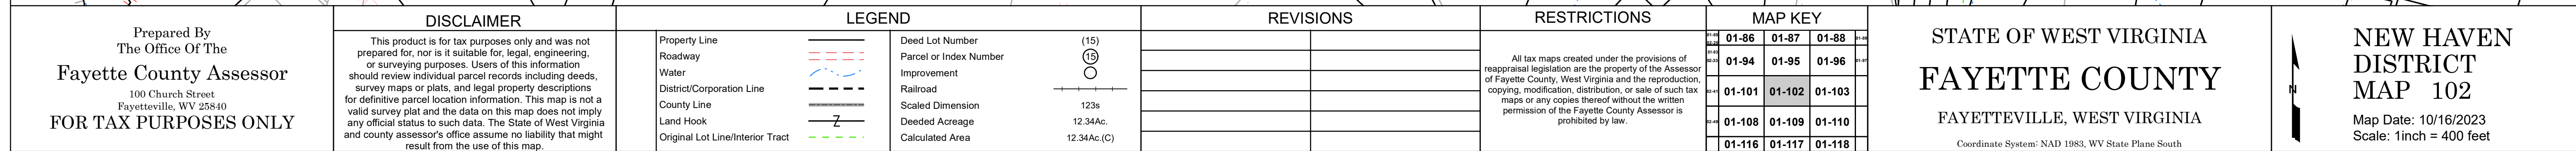 Prepared By
The Office Of The
Fayette County Assessor
100 Church Street
Fayetteville, WV 25840
FOR TAX PURPOSES ONLY
DISCLAIMER
This product is for tax purposes only and was not
prepared for, nor is it suitable for, legal, engineering,
or surveying purposes. Users of this information
should review individual parcel records including deeds,
survey maps or plats, and legal property descriptions
for definitive parcel location information. This map is not a
valid survey plat and the data on this map does not imply
any official status to such data. The State of West Virginia
and county assessor's office assume no liability that might
result from the use of this map.
LEGEND
Property Line
Roadway
Water
District/Corporation Line
County Line
Land Hook Z
Original Lot Line/Interior Tract
Deed Lot Number (15)
Parcel or Index Number 15
Improvement
Railroad
Scaled Dimension 123s
Deeded Acreage 12.34Ac.
Calculated Area 12.34Ac.(C)
REVISIONS
RESTRICTIONS
All tax maps created under the provisions of
reappraisal legislation are the property of the Assessor
of Fayette County, West Virginia and the reproduction,
copying, modification, distribution, or sale of such tax
maps or any copies thereof without the written
permission of the Fayette County Assessor is
prohibited by law.
MAP KEY
01-86 01-87 01-88
01-94 01-95 01-96
01-101 01-102 01-103
01-108 01-109 01-110
01-116 01-117 01-118
STATE OF WEST VIRGINIA
FAYETTE COUNTY
FAYETTEVILLE, WEST VIRGINIA
Coordinate System: NAD 1983, WV State Plane South
N
NEW HAVEN
DISTRICT
MAP 102
Map Date: 10/16/2023
Scale: 1inch = 400 feet